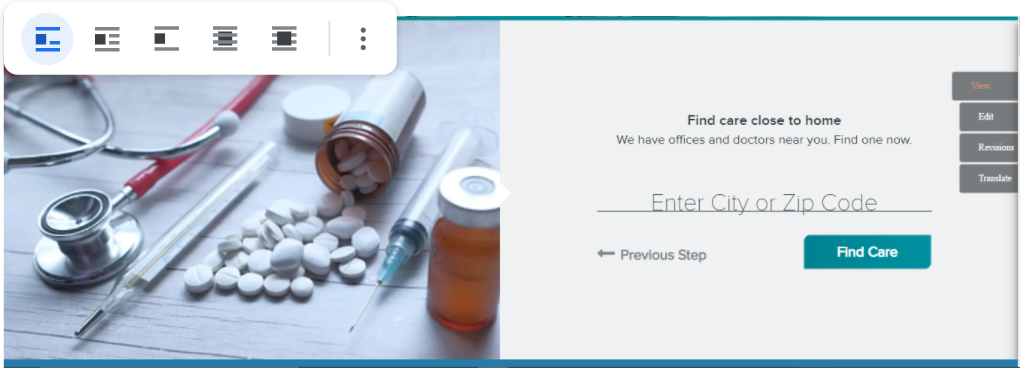 Find care close to home
We have offices and doctors near you. Find one now.
Enter City or Zip Code
Previous Step
Find Care
View
Edit
Revisions
Translate